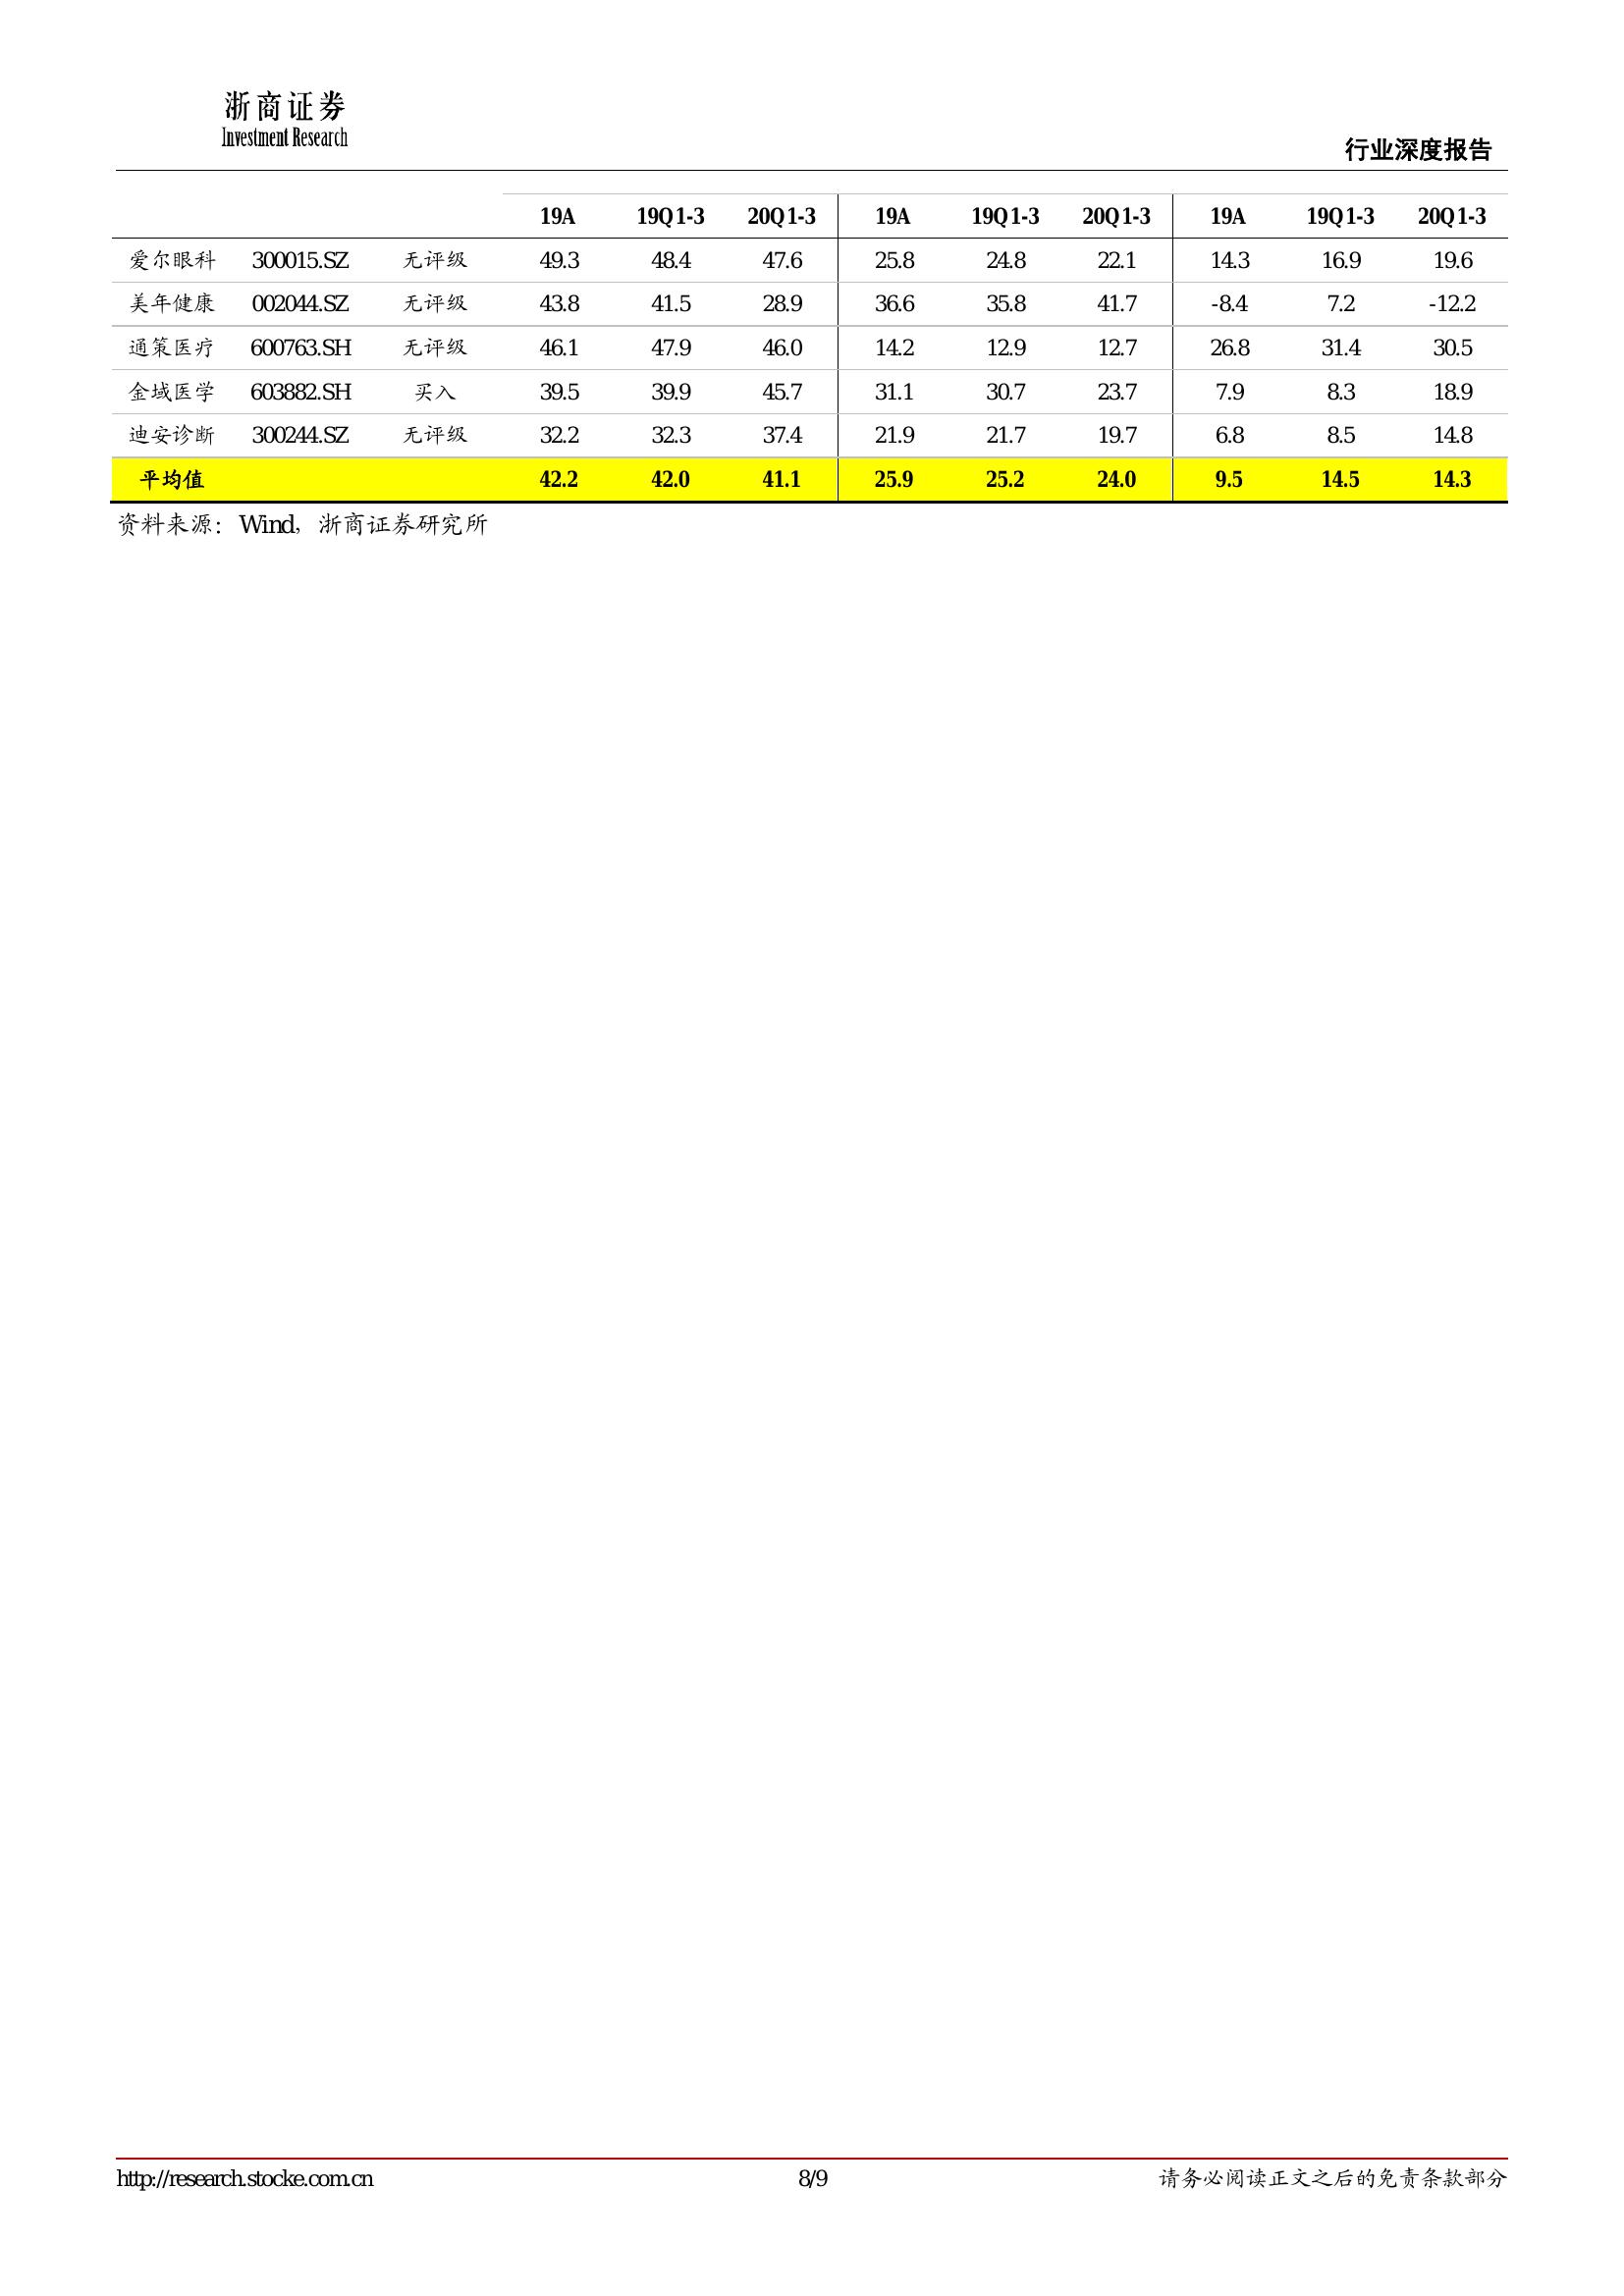 浙商证券
Investment Research
行业深度报告
19A 19Q1-3 20Q1-3 19A 19Q1-3 20Q1-3 19A 19Q1-3 20Q1-3
爱尔眼科 300015.SZ 无评级 49.3 48.4 47.6 25.8 24.8 22.1 14.3 16.9 19.6
美年健康 002044.SZ 无评级 43.8 41.5 28.9 36.6 35.8 41.7 -8.4 7.2 -12.2
通策医疗 600763.SH 无评级 46.1 47.9 46.0 14.2 12.9 12.7 26.8 31.4 30.5
金域医学 603882.SH 买入 39.5 39.9 45.7 31.1 30.7 23.7 7.9 8.3 18.9
迪安诊断 300244.SZ 无评级 32.2 32.3 37.4 21.9 21.7 19.7 6.8 8.5 14.8
平均值 42.2 42.0 41.1 25.9 25.2 24.0 9.5 14.5 14.3
资料来源：Wind，浙商证券研究所
http://research.stocke.com.cn 8/9 请务必阅读正文之后的免责条款部分